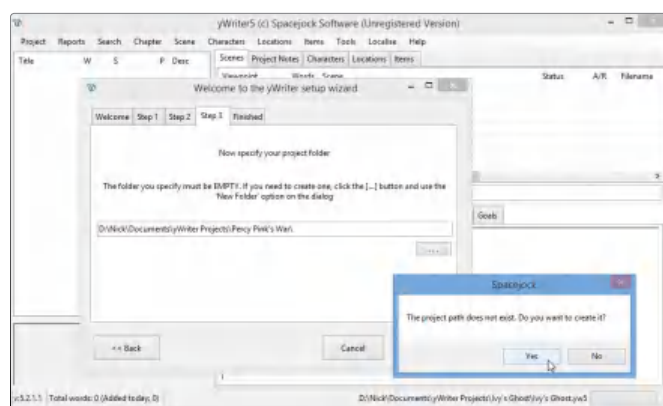 yWriter5 (c) Spacejock Software (Unregistered Version)
Project Reports Search Chapter Scene Characters Locations Items Tools Localise Help
Title W S P Desc
Scenes Project Notes Characters Locations Items
Viewpoint Words Scene Status A/R Filename
Welcome to the yWriter setup wizard
Welcome Step 1 Step 2 Step 3 Finished
Now specify your project folder
The folder you specify must be EMPTY. If you need to create one, click the [...] button and use the
'New Folder' option on the dialog
D:\Nick\Documents\yWriter Projects\Percy Pink's War\
Goals
....
Spacejock
The project path does not exist. Do you want to create it?
<< Back Cancel
Yes No
v:5.2.1.1 Total words: 0 (Added today, 0) D:\Nick\Documents\yWriter Projects\Ivy's Ghost\Ivy's Ghost.yw5